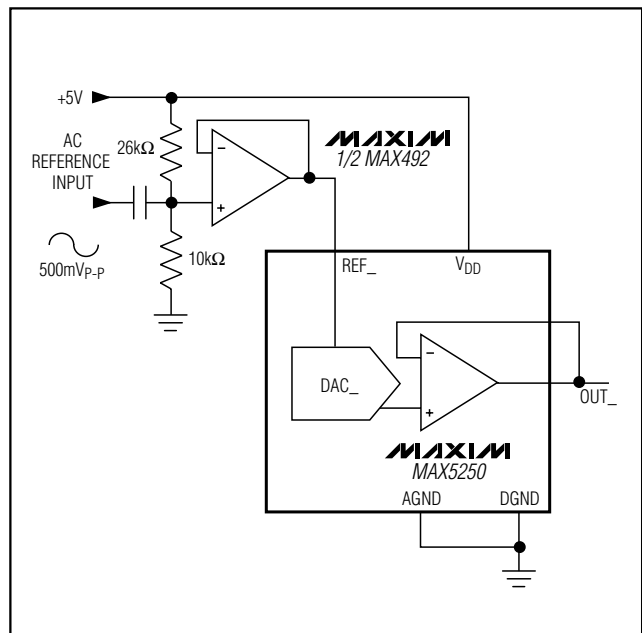 +5V
AC
REFERENCE
INPUT
26kΩ
MAXIM
1/2 MAX492
−
+
500mVP-P
10kΩ
REF_
VDD
DAC_
−
+
OUT_
MAXIM
MAX5250
AGND
DGND